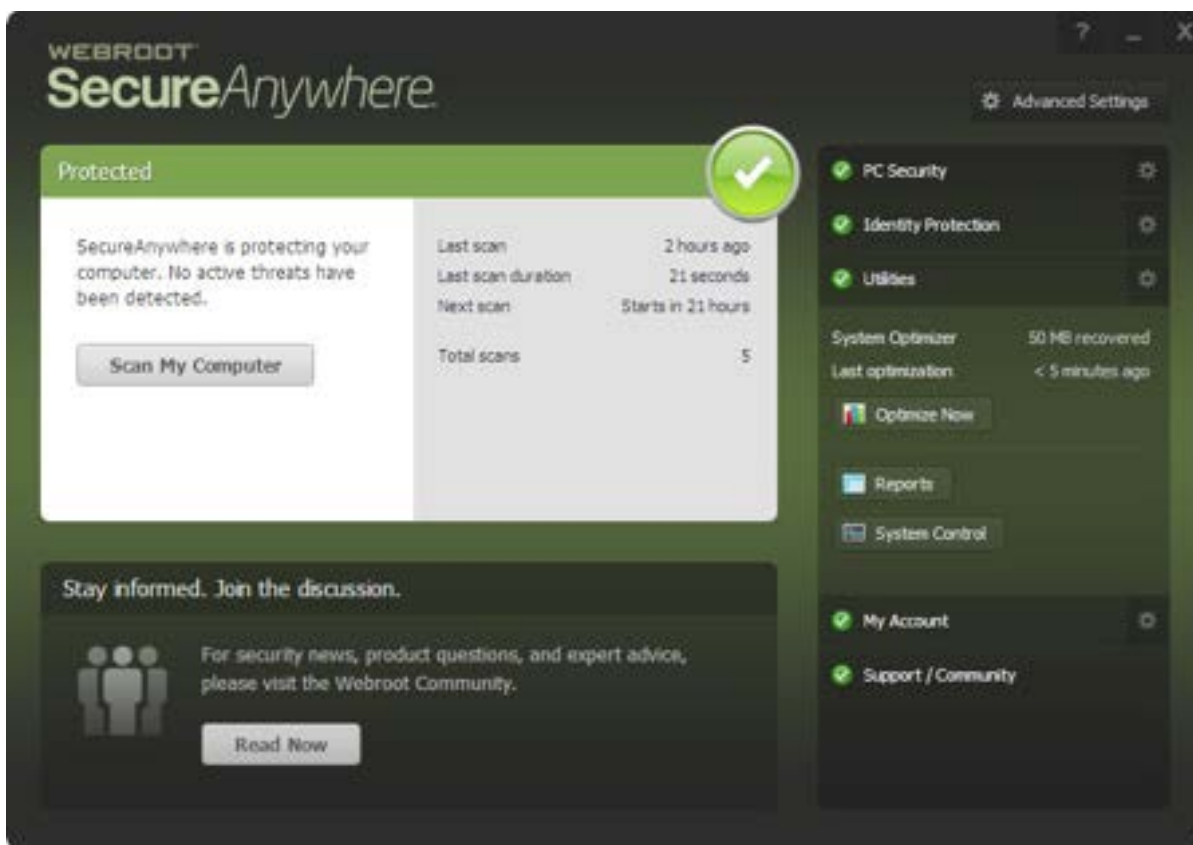 WEBROOT
SecureAnywhere.
? _ X
Advanced Settings
Protected
SecureAnywhere is protecting your
computer. No active threats have
been detected.
Scan My Computer
Last scan 2 hours ago
Last scan duration 21 seconds
Next scan Starts in 21 hours
Total scans 5
Stay informed. Join the discussion.
For security news, product questions, and expert advice,
please visit the Webroot Community.
Read Now
PC Security
Identity Protection
Utilities
System Optimizer 50 MB recovered
Last optimization < 5 minutes ago
Optimize Now
Reports
System Control
My Account
Support / Community